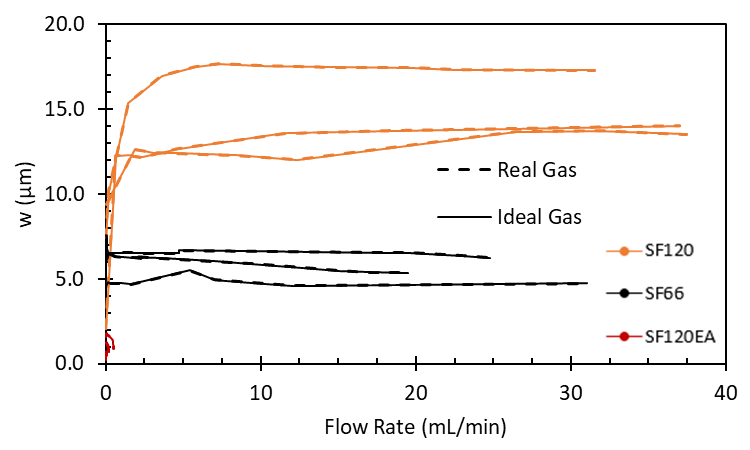 20.0
15.0
10.0
5.0
0.0
w (μm)
0 10 20 30 40
Flow Rate (mL/min)
Real Gas
Ideal Gas
SF120
SF66
SF120EA